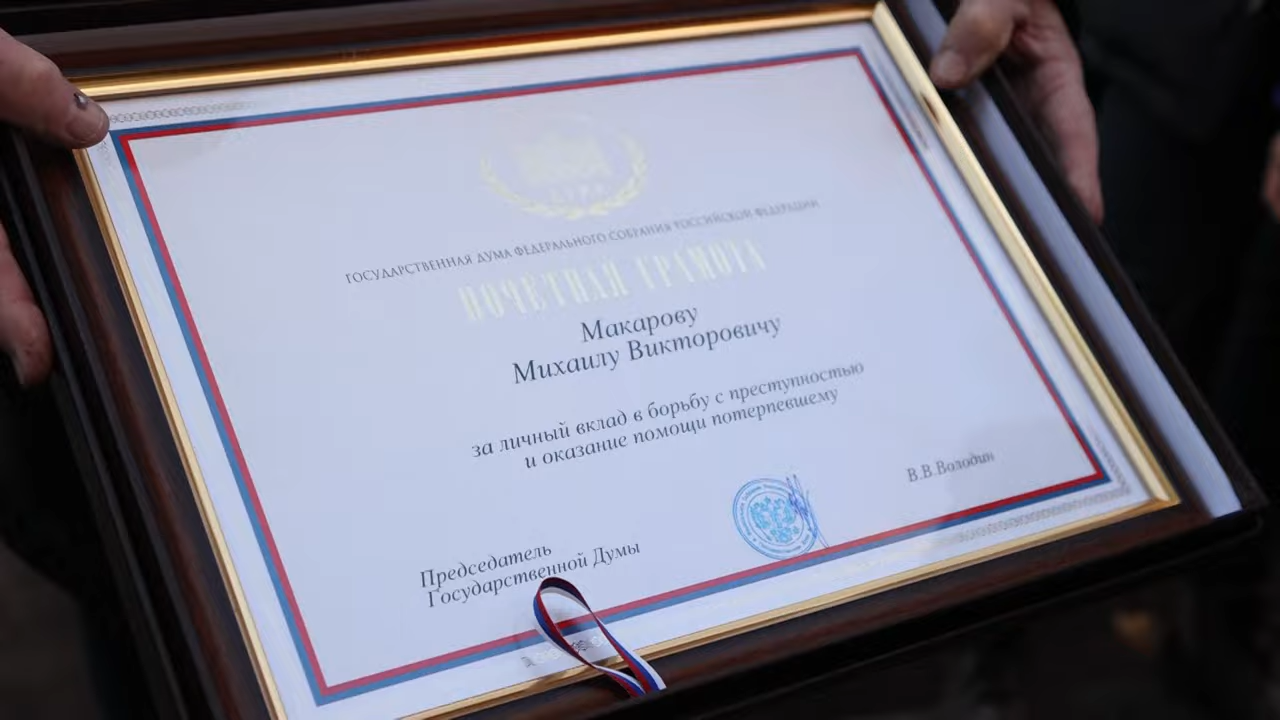 ГОСУДАРСТВЕННАЯ ДУМА ФЕДЕРАЛЬНОГО СОБРАНИЯ РОССИЙСКОЙ ФЕДЕРАЦИИ
ПОЧЕТНАЯ ГРАМОТА
Макарову
Михаилу Викторовичу
за личный вклад в борьбу с преступностью
и оказание помощи потерпевшему
В.В.Володин
Председатель
Государственной Думы